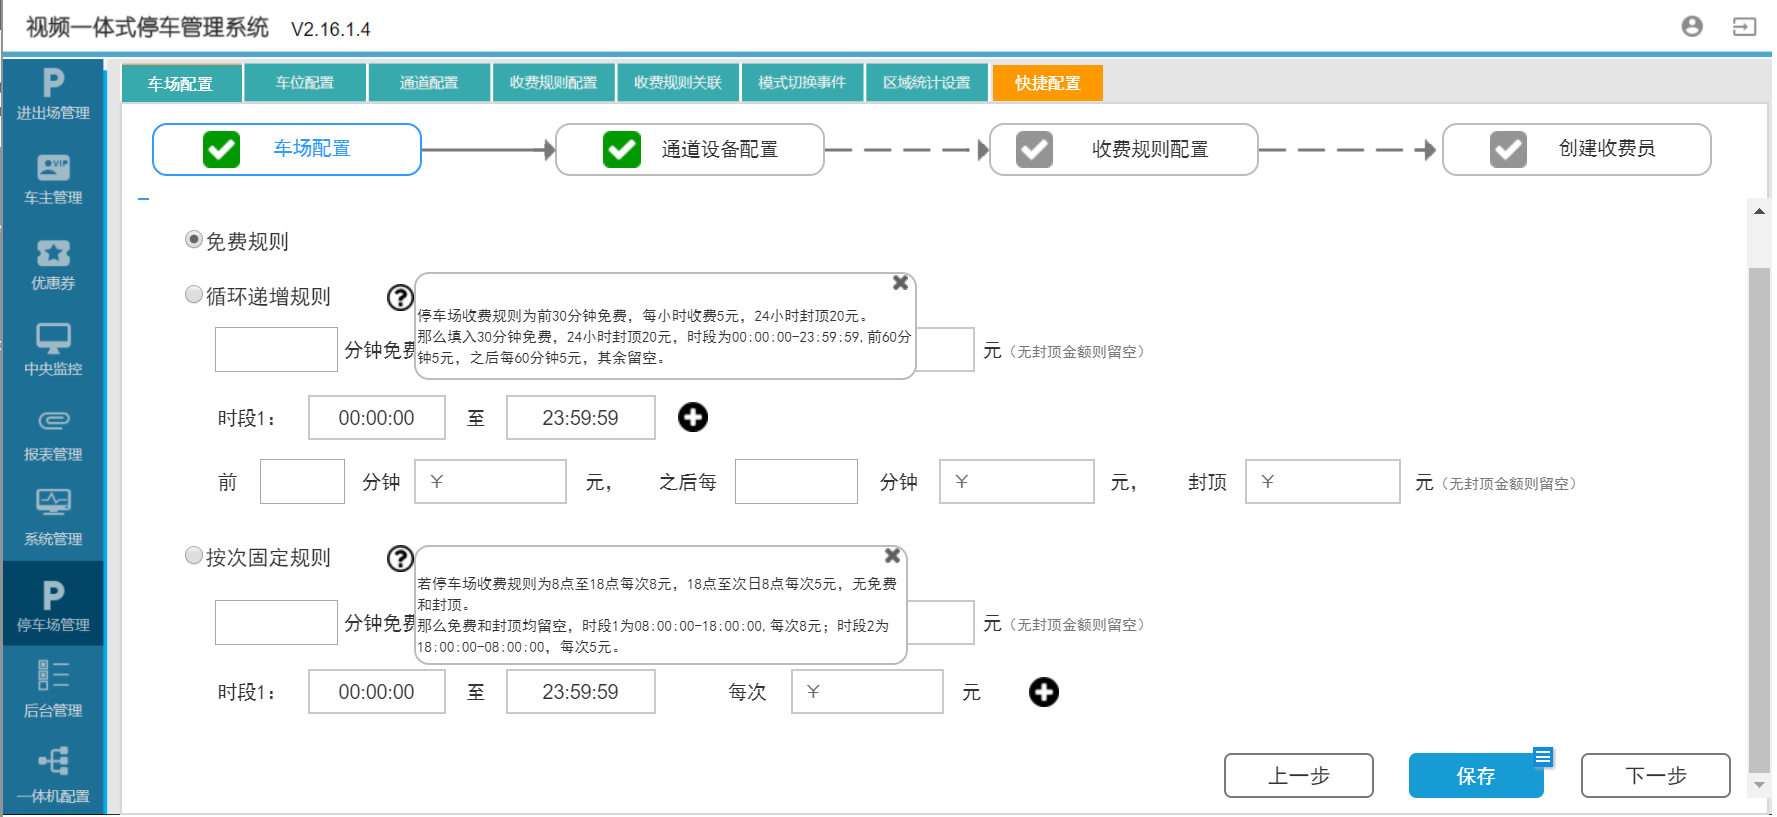 视频一体式停车管理系统 V2.16.1.4
进出场管理
车主管理
优惠券
中央监控
报表管理
系统管理
停车场管理
后台管理
一体机配置
车场配置 车位配置 通道配置 收费规则配置 收费规则关联 模式切换事件 区域统计设置 快捷配置
车场配置 通道设备配置 收费规则配置 创建收费员
免费规则
循环递增规则
停车场收费规则为前30分钟免费，每小时收费5元，24小时封顶20元。
那么填入30分钟免费，24小时封顶20元，时段为00:00:00-23:59:59,前60分
钟5元，之后每60分钟5元，其余留空。
分钟免费 元（无封顶金额则留空）
时段1： 00:00:00 至 23:59:59
前 分钟 ￥ 元， 之后每 分钟 ￥ 元， 封顶 ￥ 元（无封顶金额则留空）
按次固定规则
若停车场收费规则为8点至18点每次8元，18点至次日8点每次5元，无免费
和封顶。
那么免费和封顶均留空，时段1为08:00:00-18:00:00,每次8元；时段2为
18:00:00-08:00:00，每次5元。
分钟免费 元（无封顶金额则留空）
时段1： 00:00:00 至 23:59:59 每次 ￥ 元
上一步 保存 下一步